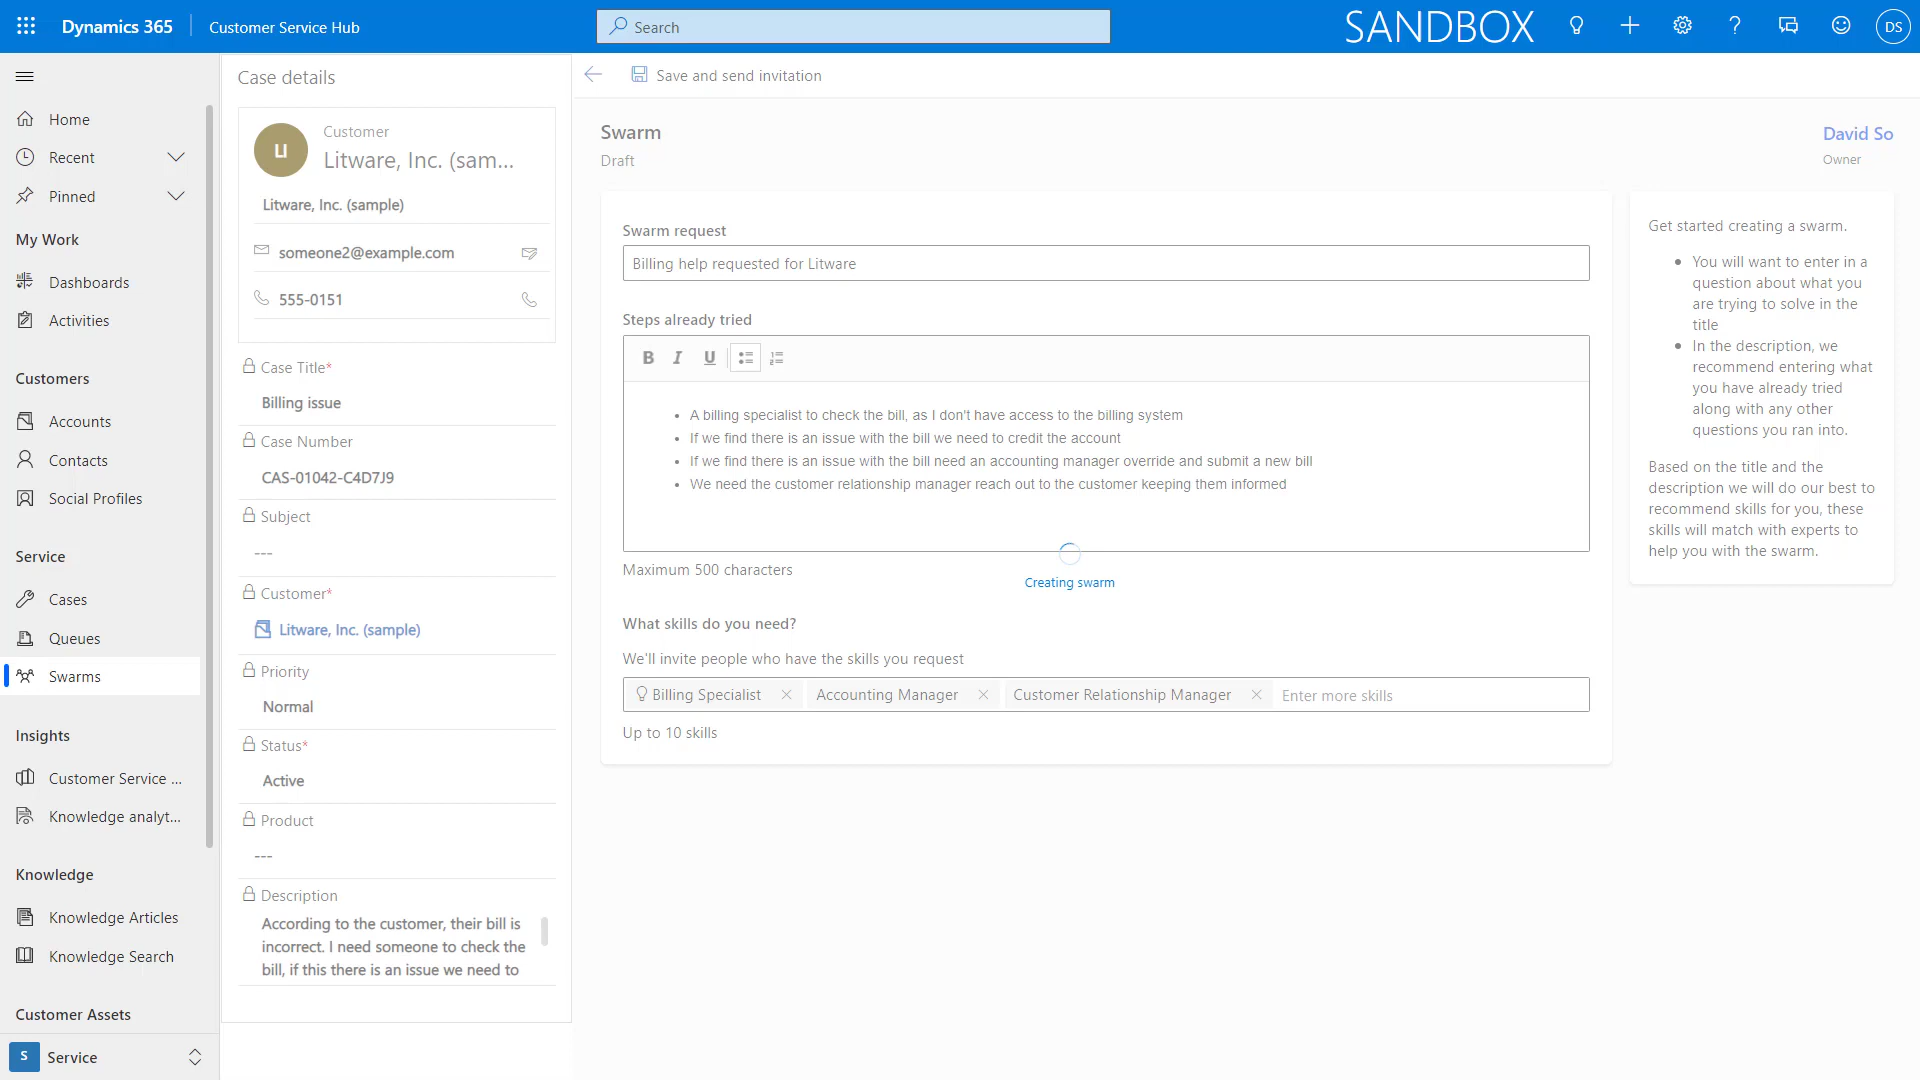 Dynamics 365
Customer Service Hub
Search
SANDBOX
DS
Home
Recent
Pinned
My Work
Dashboards
Activities
Customers
Accounts
Contacts
Social Profiles
Service
Cases
Queues
Swarms
Insights
Customer Service ...
Knowledge analyt...
Knowledge
Knowledge Articles
Knowledge Search
Customer Assets
S
Service
Case details
LI
Customer
Litware, Inc. (sam...
Litware, Inc. (sample)
someone2@example.com
555-0151
Case Title*
Billing issue
Case Number
CAS-01042-C4D7J9
Subject
---
Customer*
Litware, Inc. (sample)
Priority
Normal
Status*
Active
Product
---
Description
According to the customer, their bill is
incorrect. I need someone to check the
bill, if this there is an issue we need to
Save and send invitation
Swarm
Draft
David So
Owner
Swarm request
Billing help requested for Litware
Steps already tried
B I U
• A billing specialist to check the bill, as I don't have access to the billing system
• If we find there is an issue with the bill we need to credit the account
• If we find there is an issue with the bill need an accounting manager override and submit a new bill
• We need the customer relationship manager reach out to the customer keeping them informed
Maximum 500 characters
Creating swarm
What skills do you need?
We'll invite people who have the skills you request
Billing Specialist Accounting Manager Customer Relationship Manager Enter more skills
Up to 10 skills
Get started creating a swarm.
• You will want to enter in a
question about what you
are trying to solve in the
title
• In the description, we
recommend entering what
you have already tried
along with any other
questions you ran into.
Based on the title and the
description we will do our best to
recommend skills for you, these
skills will match with experts to
help you with the swarm.